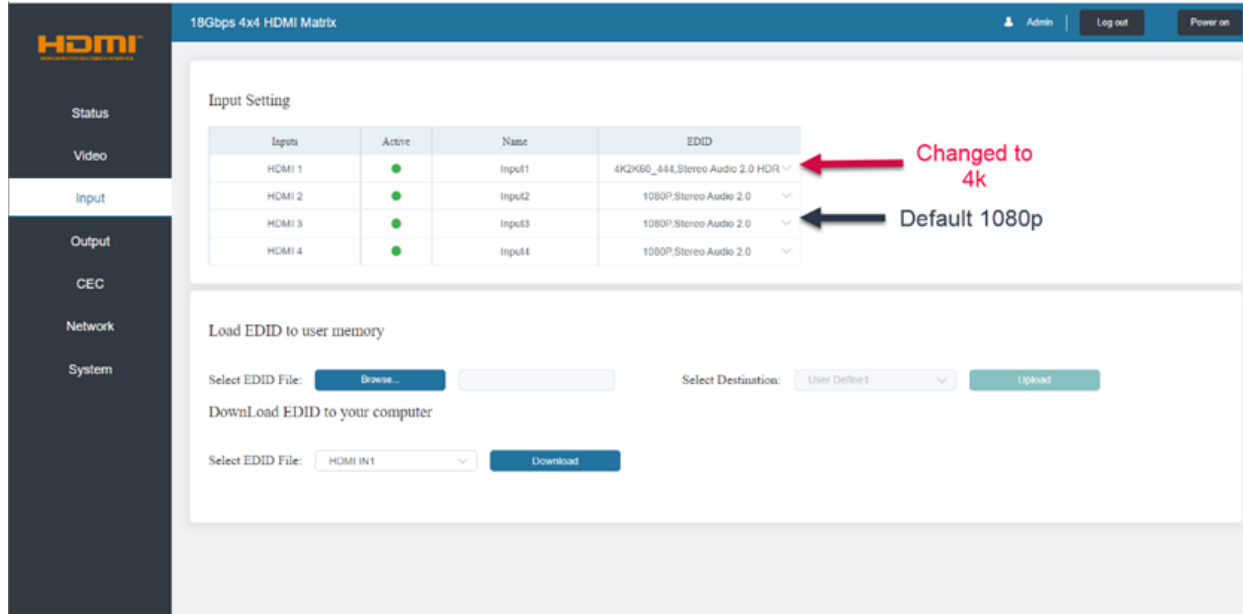 18Gbps 4x4 HDMI Matrix
Admin
Log out
Power on
HDMI
Status
Video
Input
Output
CEC
Network
System
Input Setting
Inputs Active Name EDID
HDMI 1 Input1 4K2K60_444,Stereo Audio 2.0 HDR
HDMI 2 Input2 1080P,Stereo Audio 2.0
HDMI 3 Input3 1080P,Stereo Audio 2.0
HDMI 4 Input4 1080P,Stereo Audio 2.0
Changed to
4k
Default 1080p
Load EDID to user memory
Select EDID File: Browse... Select Destination: User Define1 Upload
DownLoad EDID to your computer
Select EDID File: HDMI IN1 Download